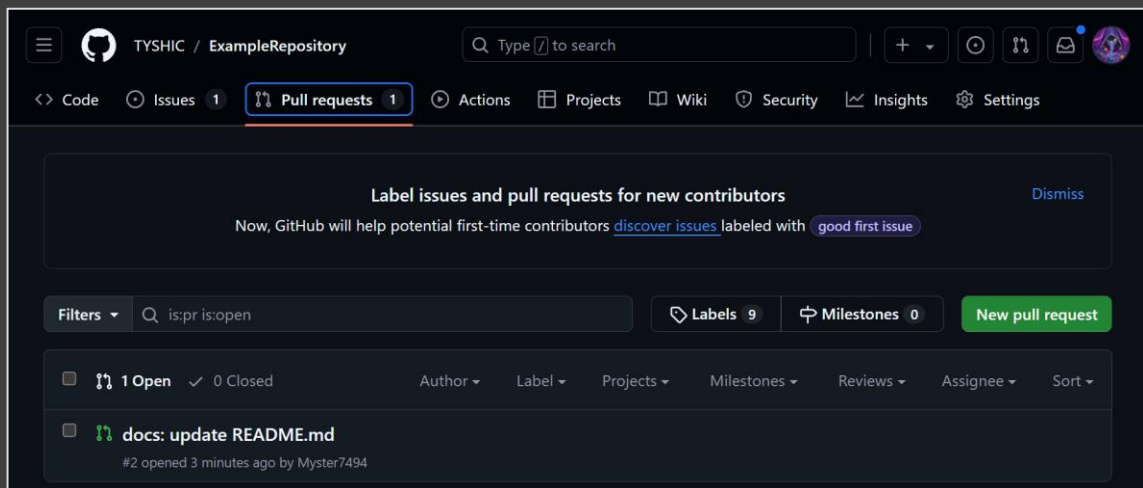 TYSHIC / ExampleRepository
Type / to search
Code Issues 1 Pull requests 1 Actions Projects Wiki Security Insights Settings
Label issues and pull requests for new contributors
Dismiss
Now, GitHub will help potential first-time contributors discover issues labeled with good first issue
Filters is:pr is:open Labels 9 Milestones 0 New pull request
1 Open 0 Closed Author Label Projects Milestones Reviews Assignee Sort
docs: update README.md
#2 opened 3 minutes ago by Myster7494